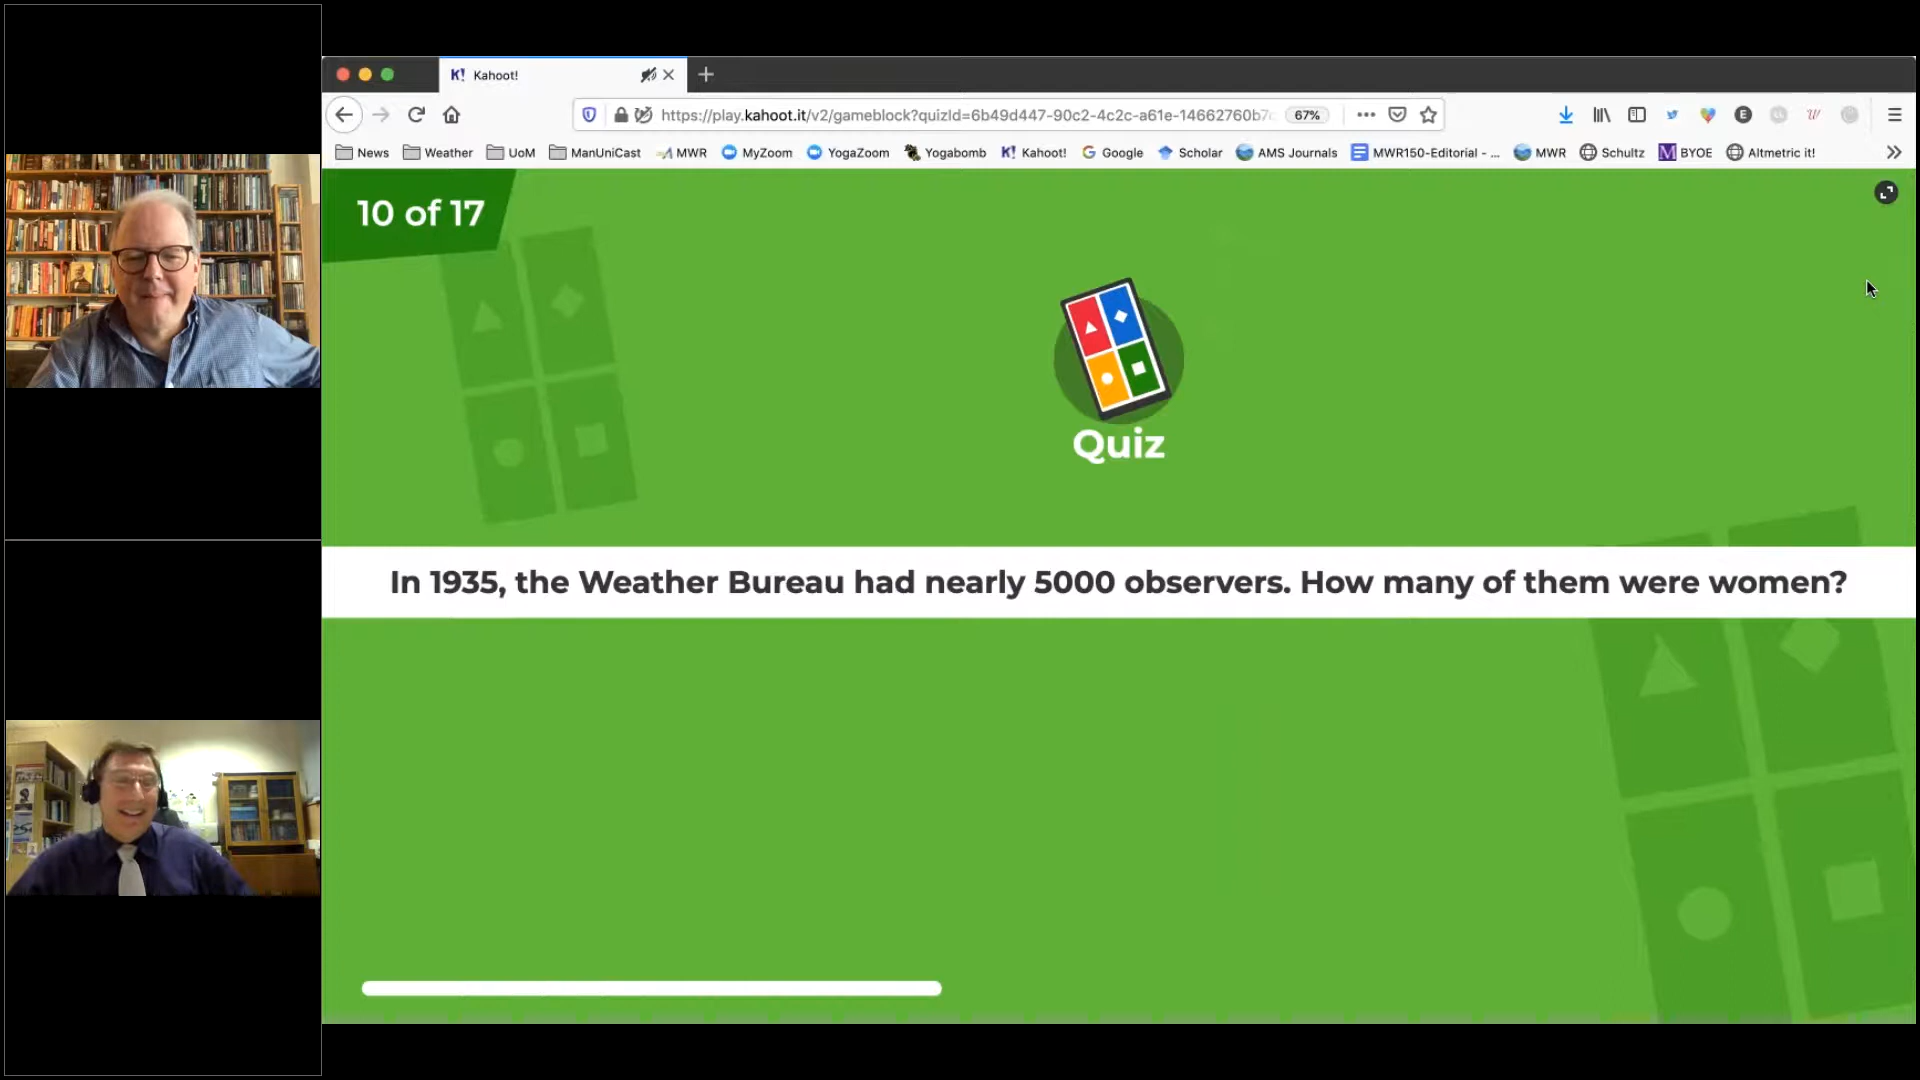 K! Kahoot!
https://play.kahoot.it/v2/gameblock?quizId=6b49d447-90c2-4c2c-a61e-14662760b7
67%
News Weather UoM ManUniCast MWR MyZoom YogaZoom Yogabomb K! Kahoot! Google Scholar AMS Journals MWR150-Editorial - ... MWR Schultz M BYOE Altmetric it!
10 of 17
Quiz
In 1935, the Weather Bureau had nearly 5000 observers. How many of them were women?